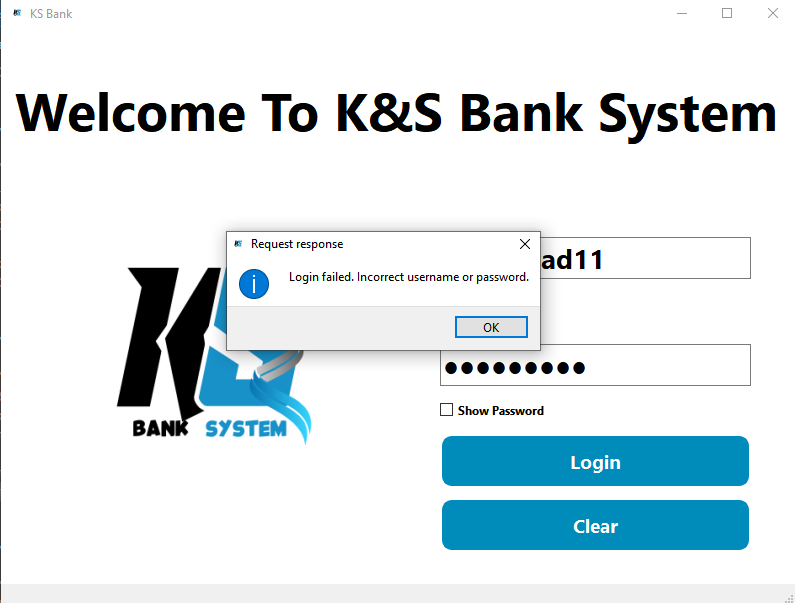 KS Bank
Welcome To K&S Bank System
Request response
Login failed. Incorrect username or password.
OK
ad11
BANK SYSTEM
Show Password
Login
Clear